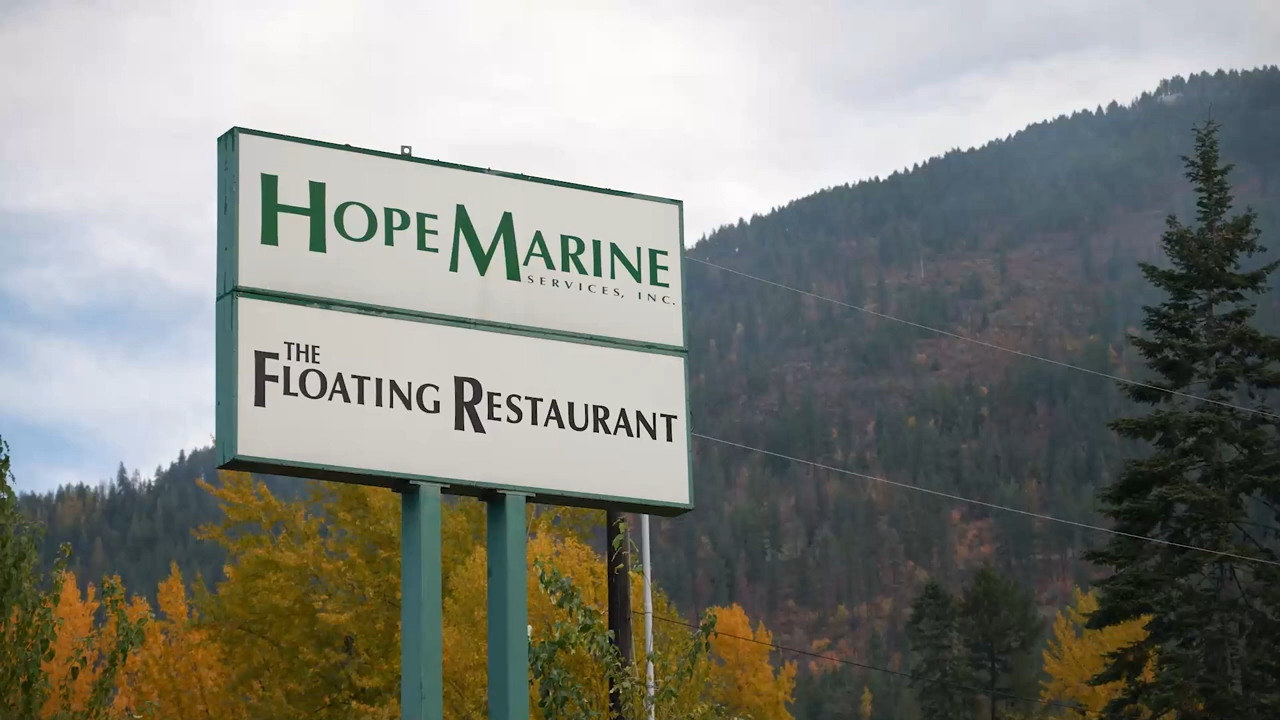 HOPE MARINE
SERVICES, INC.
THE
FLOATING RESTAURANT